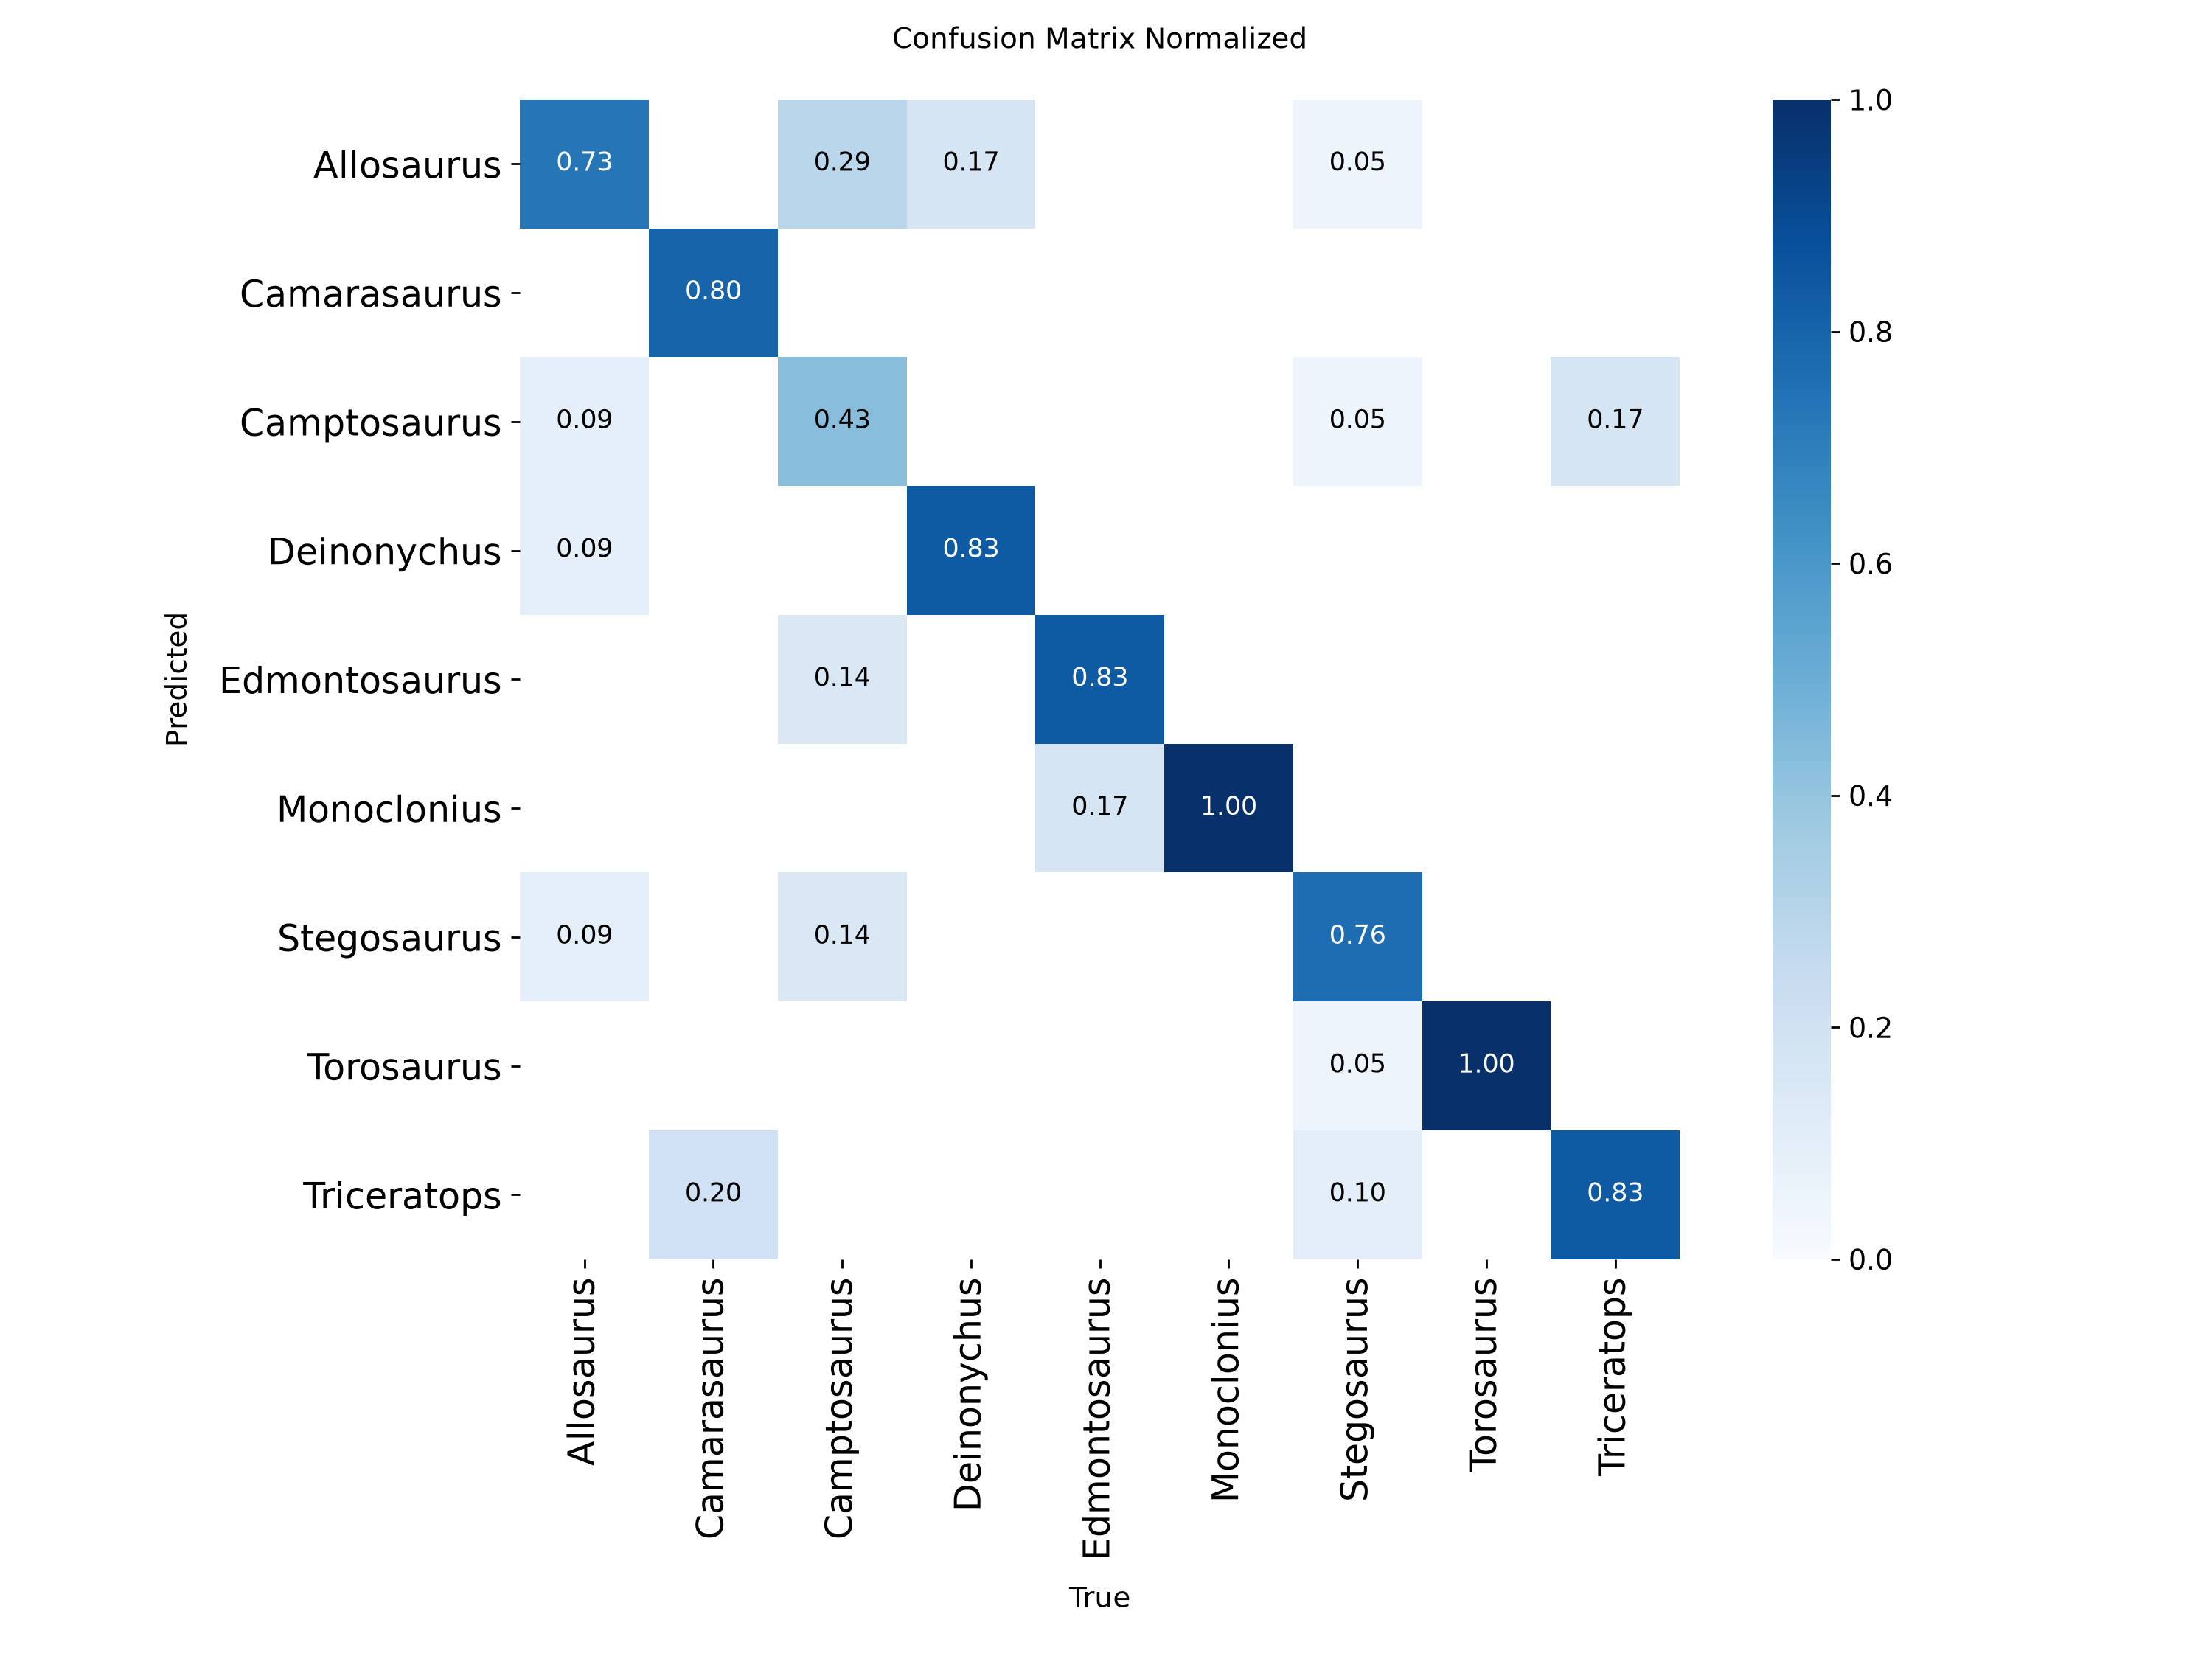 Confusion Matrix Normalized
Allosaurus 0.73 0.29 0.17 0.05
Camarasaurus 0.80
Camptosaurus 0.09 0.43 0.05 0.17
Deinonychus 0.09 0.83
Edmontosaurus 0.14 0.83
Monoclonius 0.17 1.00
Stegosaurus 0.09 0.14 0.76
Torosaurus 0.05 1.00
Triceratops 0.20 0.10 0.83
Predicted
Allosaurus
Camarasaurus
Camptosaurus
Deinonychus
Edmontosaurus
Monoclonius
Stegosaurus
Torosaurus
Triceratops
True
1.0
0.8
0.6
0.4
0.2
0.0